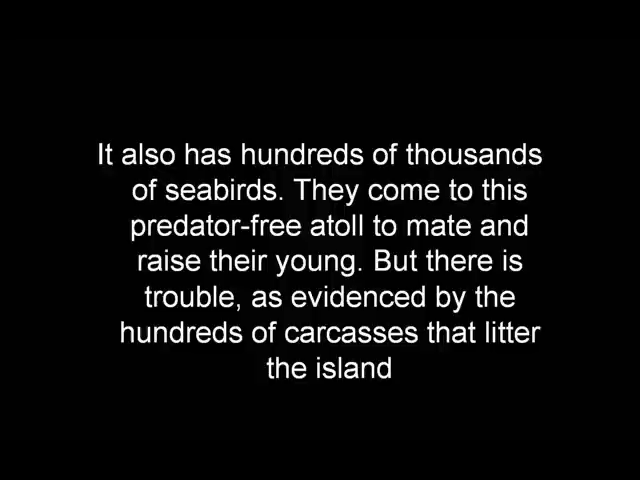 It also has hundreds of thousands
of seabirds. They come to this
predator-free atoll to mate and
raise their young. But there is
trouble, as evidenced by the
hundreds of carcasses that litter
the island